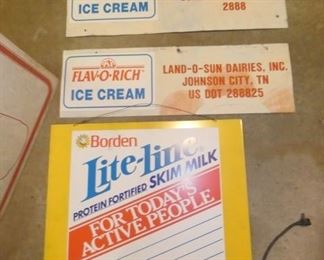 ICE CREAM
2888
FLAV-O-RICH
ICE CREAM
LAND-O-SUN DAIRIES, INC.
JOHNSON CITY, TN
US DOT 288825
Borden
Lite-line
PROTEIN FORTIFIED SKIM MILK
FOR TODAY'S
ACTIVE PEOPLE